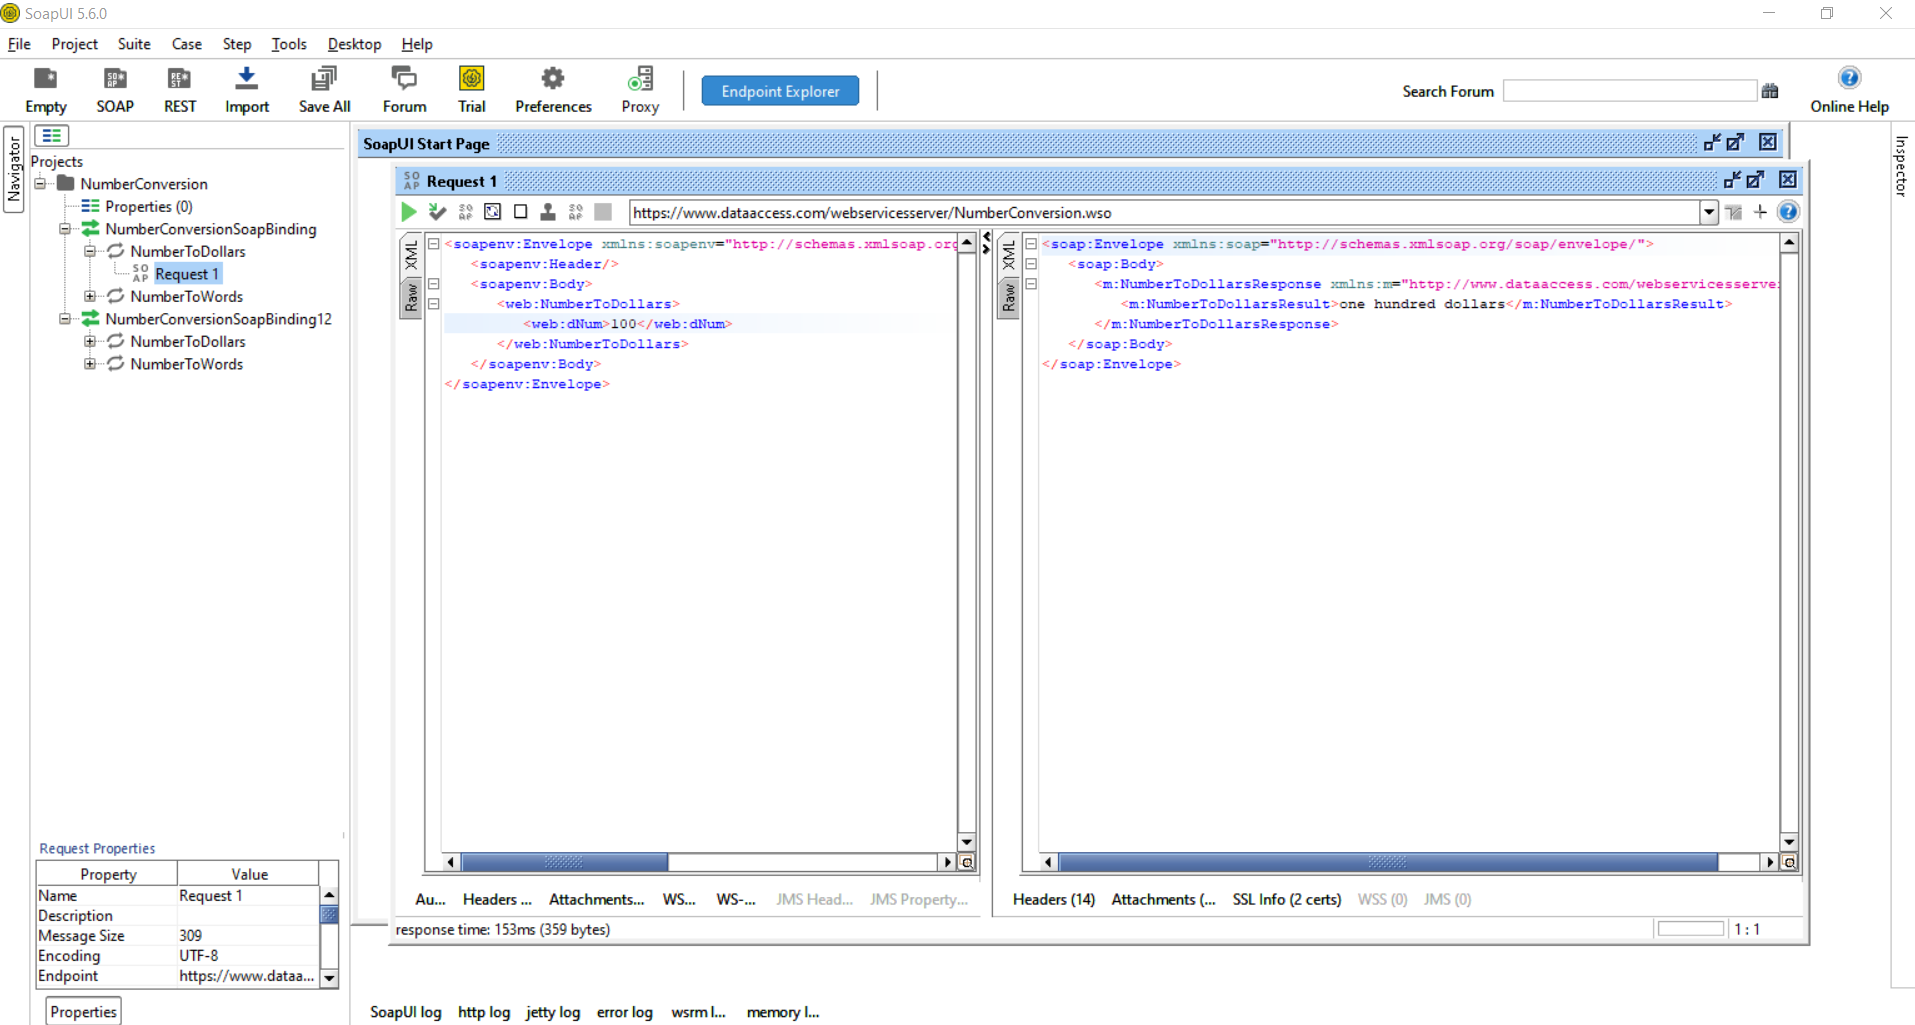 SoapUI 5.6.0
File Project Suite Case Step Tools Desktop Help
Empty SOAP REST Import Save All Forum Trial Preferences Proxy Endpoint Explorer Search Forum Online Help
Navigator
Inspector
Projects
NumberConversion
Properties (0)
NumberConversionSoapBinding
NumberToDollars
SO AP Request 1
NumberToWords
NumberConversionSoapBinding12
NumberToDollars
NumberToWords
SoapUI Start Page
SO AP Request 1
https://www.dataaccess.com/webservicesserver/NumberConversion.wso
XML
Raw
<soapenv:Envelope xmlns:soapenv="http://schemas.xmlsoap.org
<soapenv:Header/>
<soapenv:Body>
<web:NumberToDollars>
<web:dNum>100</web:dNum>
</web:NumberToDollars>
</soapenv:Body>
</soapenv:Envelope>
XML
Raw
<soap:Envelope xmlns:soap="http://schemas.xmlsoap.org/soap/envelope/">
<soap:Body>
<m:NumberToDollarsResponse xmlns:m="http://www.dataaccess.com/webservicesserve
<m:NumberToDollarsResult>one hundred dollars</m:NumberToDollarsResult>
</m:NumberToDollarsResponse>
</soap:Body>
</soap:Envelope>
Au... Headers ... Attachments... WS... WS-... JMS Head... JMS Property...
Headers (14) Attachments (... SSL Info (2 certs) WSS (0) JMS (0)
response time: 153ms (359 bytes)
1 : 1
Request Properties
Property Value
Name Request 1
Description
Message Size 309
Encoding UTF-8
Endpoint https://www.dataa...
Properties
SoapUI log http log jetty log error log wsrm l... memory l...